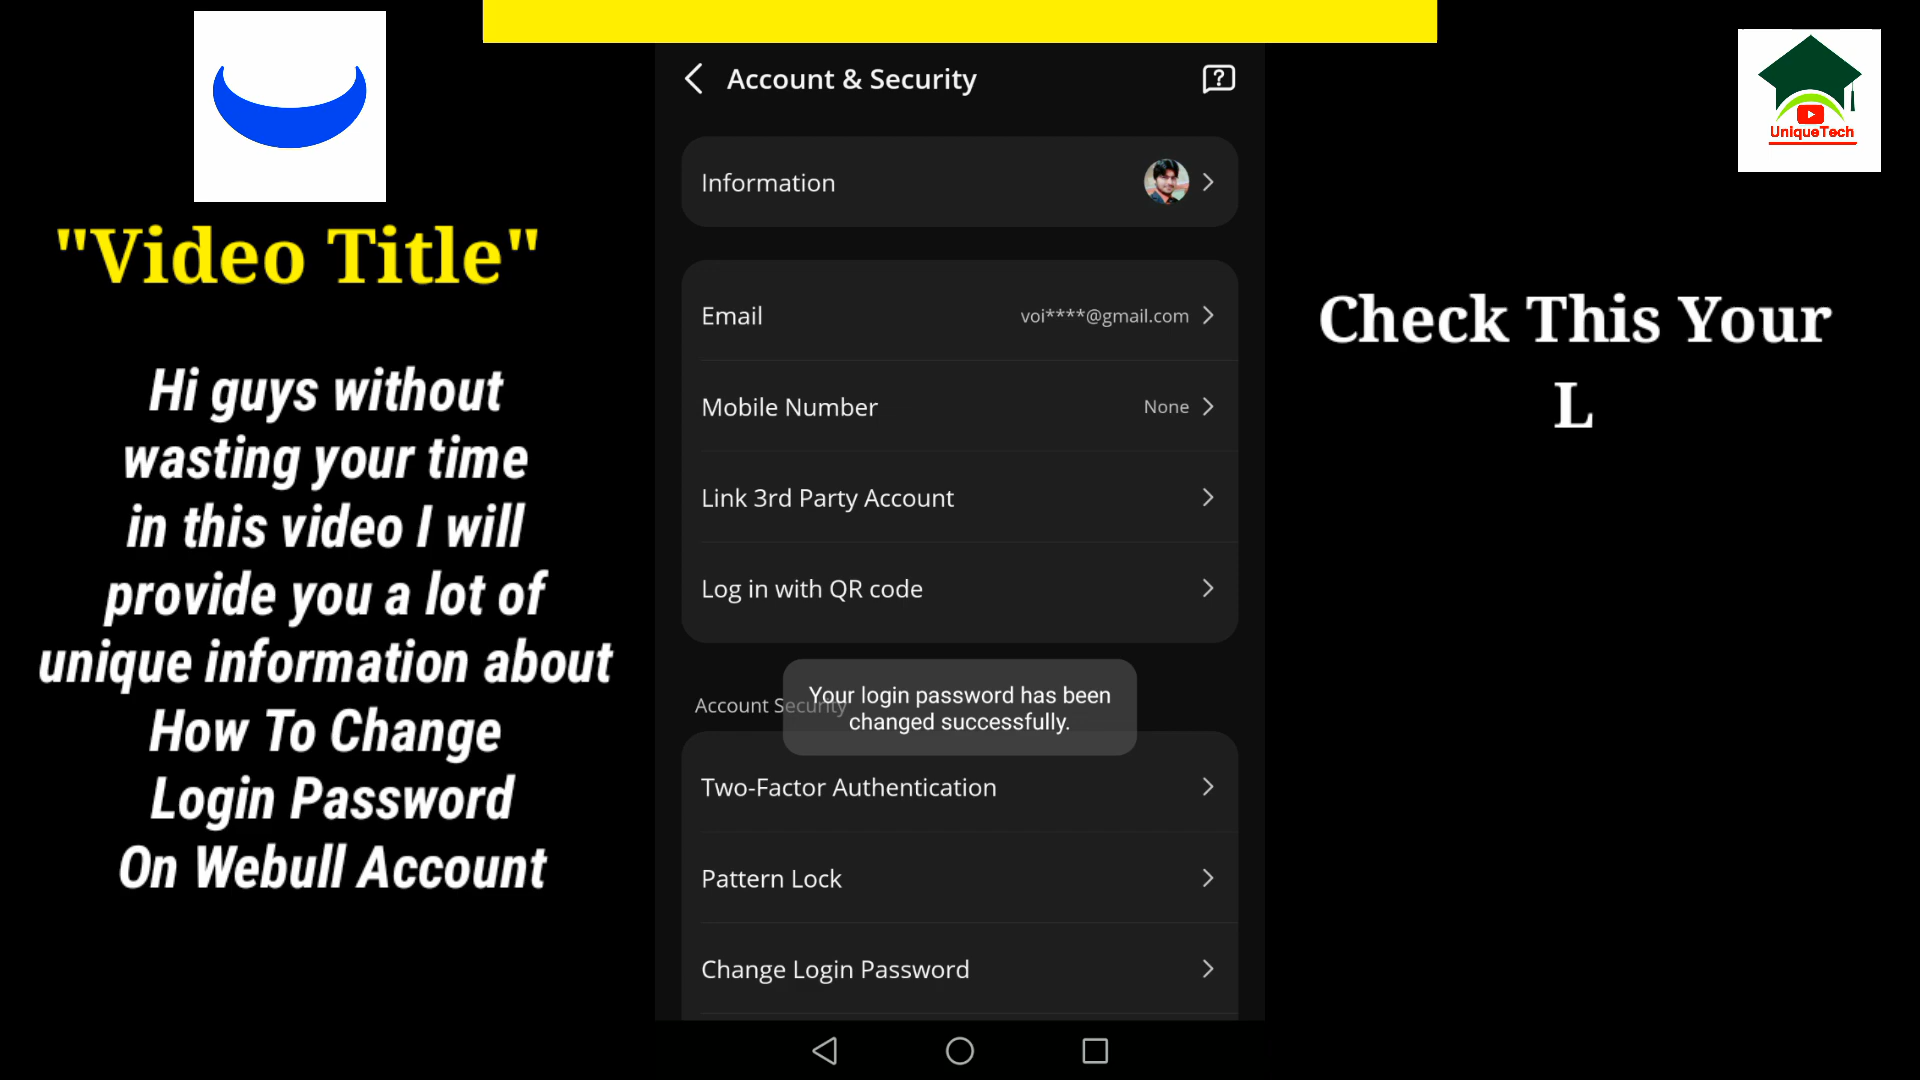 "Video Title"
Hi guys without
wasting your time
in this video I will
provide you a lot of
unique information about
How To Change
Login Password
On Webull Account
Account & Security
Information
Email voi****@gmail.com
Mobile Number None
Link 3rd Party Account
Log in with QR code
Account Security
Your login password has been
changed successfully.
Two-Factor Authentication
Pattern Lock
Change Login Password
UniqueTech
Check This Your
L